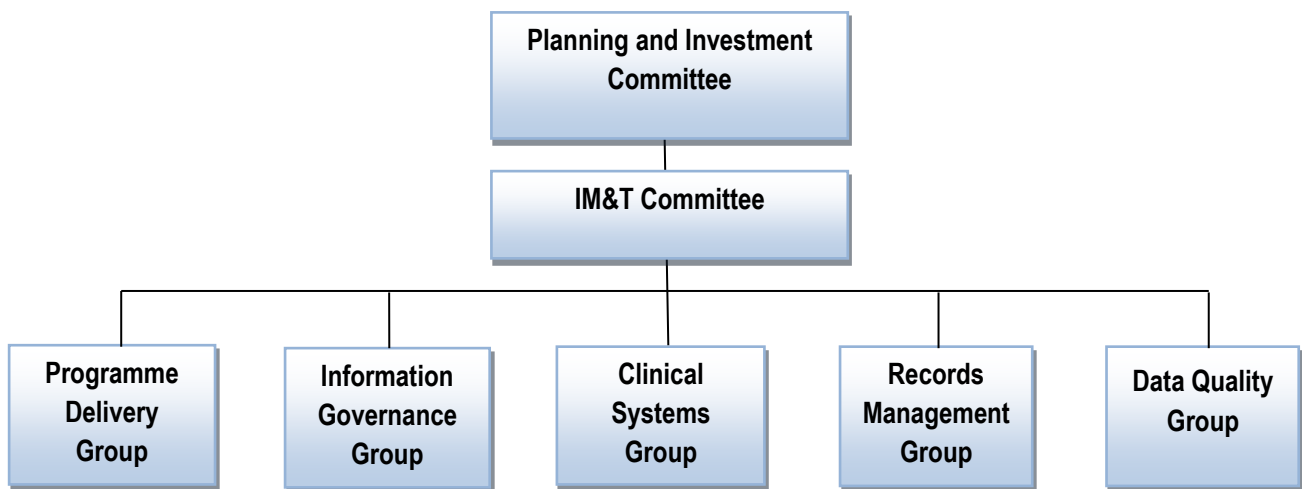 Planning and Investment
Committee
IM&T Committee
Programme
Delivery
Group
Information
Governance
Group
Clinical
Systems
Group
Records
Management
Group
Data Quality
Group